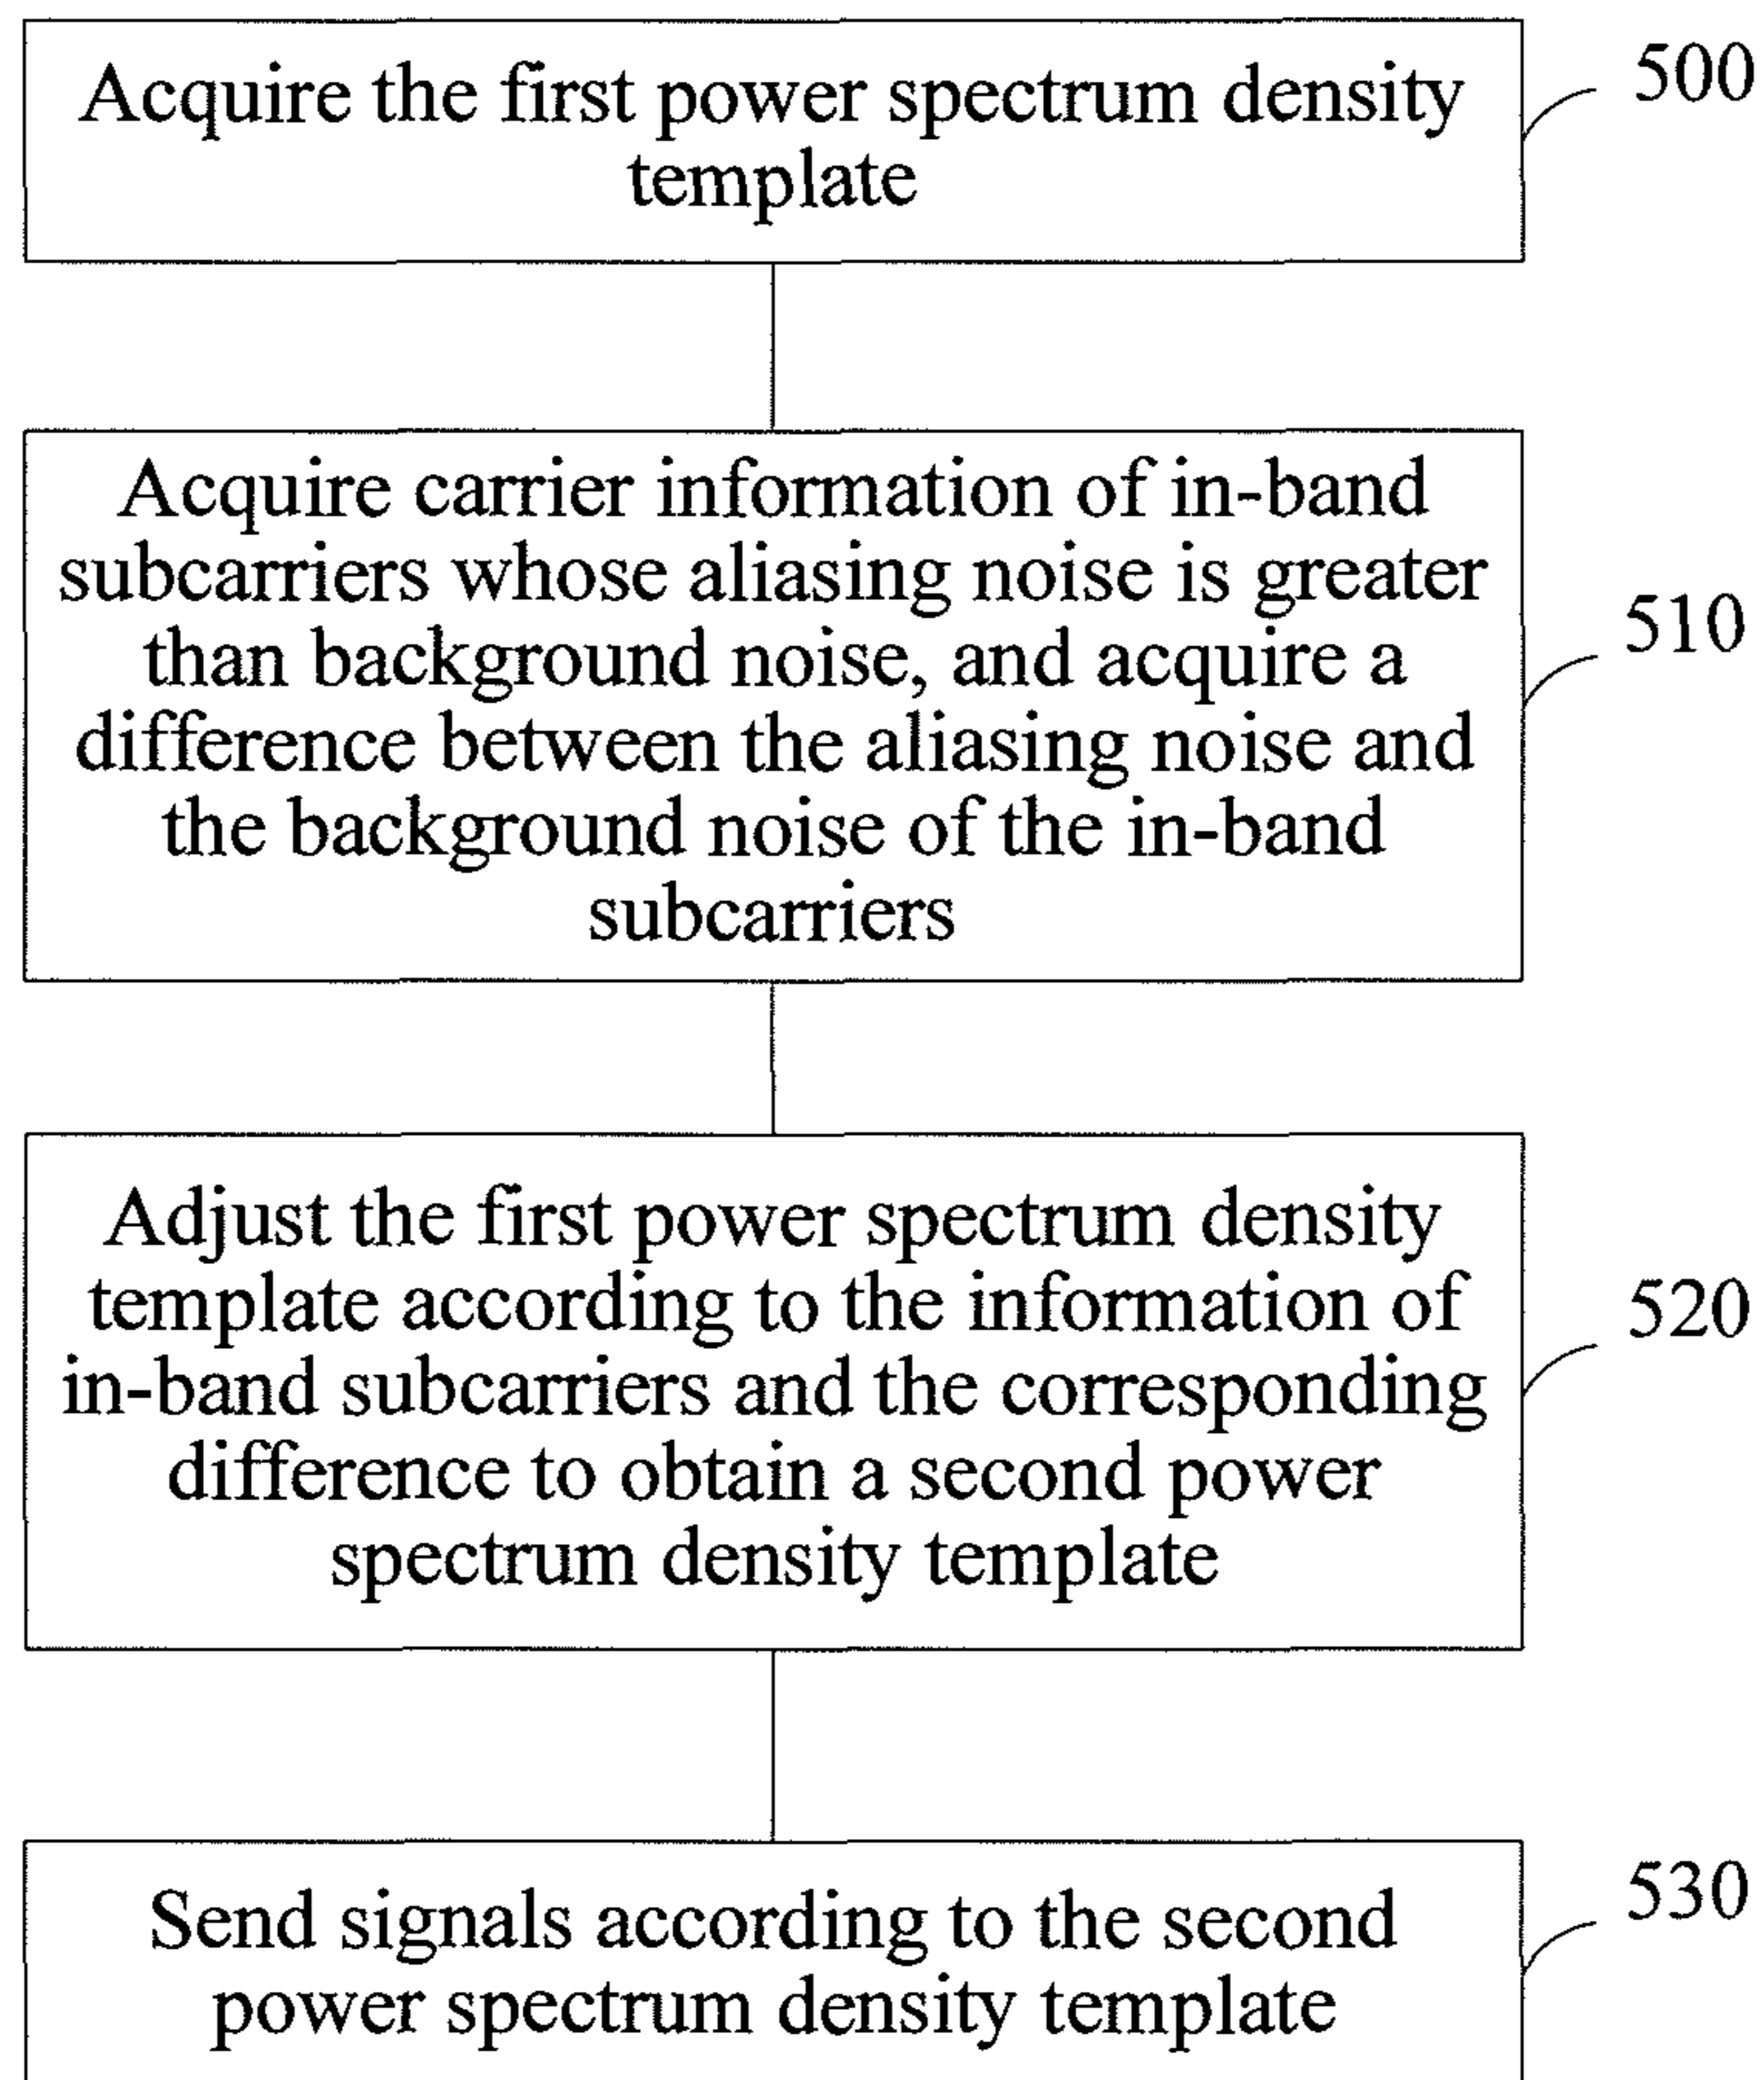 Acquire the first power spectrum density
template
500
Acquire carrier information of in-band
subcarriers whose aliasing noise is greater
than background noise, and acquire a
difference between the aliasing noise and
the background noise of the in-band
subcarriers
510
Adjust the first power spectrum density
template according to the information of
in-band subcarriers and the corresponding
difference to obtain a second power
spectrum density template
520
Send signals according to the second
power spectrum density template
530